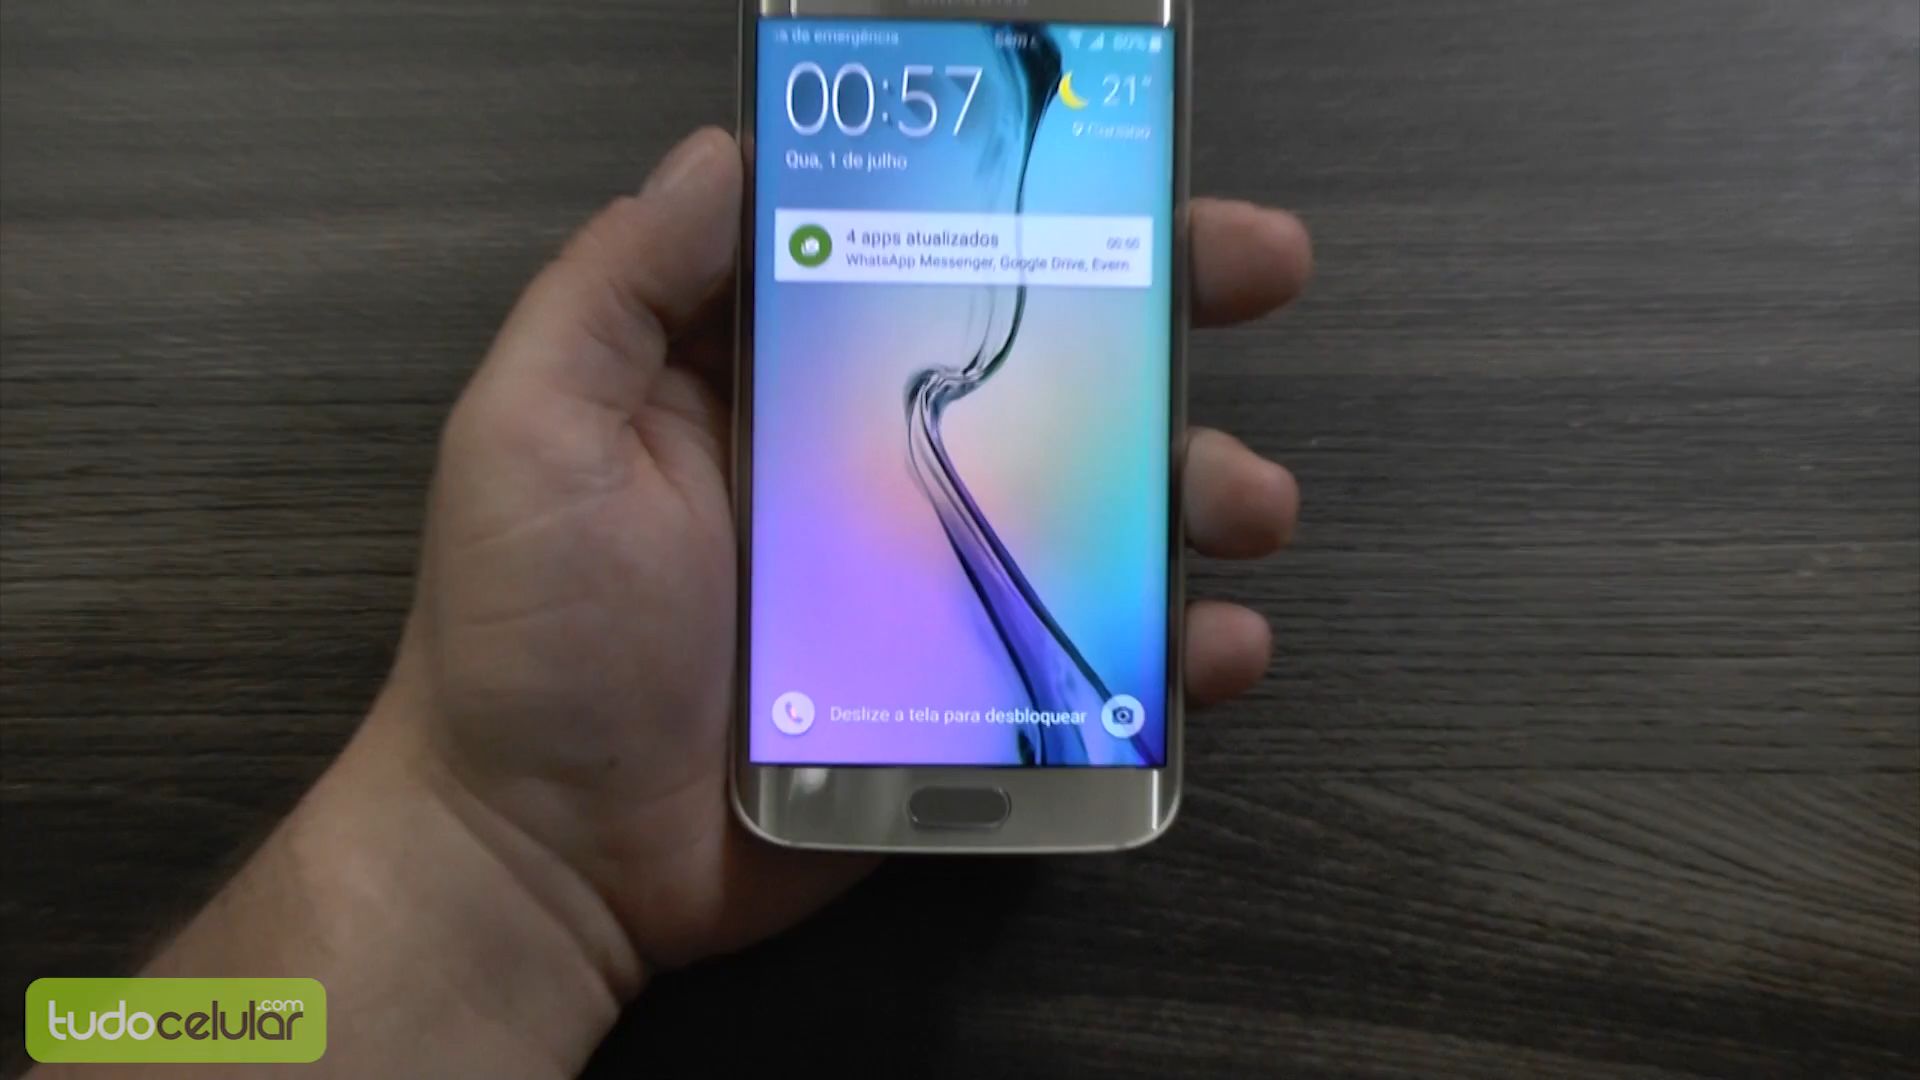 s de emergência
80%
00:57
21°
Qua, 1 de julho
4 apps atualizados
WhatsApp Messenger, Google Drive, Evern
Deslize a tela para desbloquear
tudocelular.com